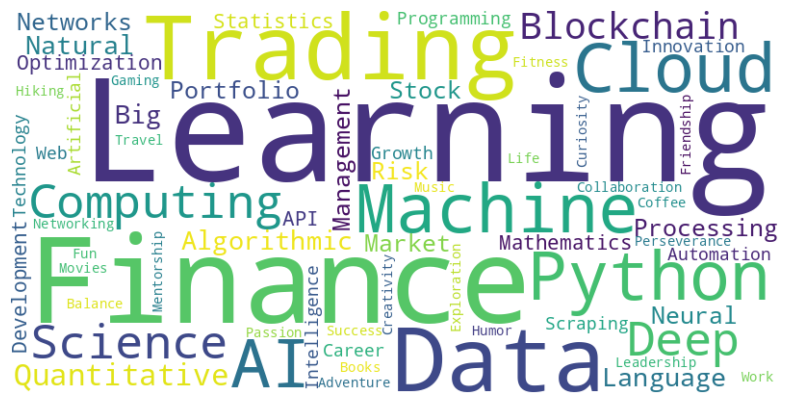 Networks
Statistics
Programming
Blockchain
Natural
Trading
Cloud
Innovation
Optimization
Fitness
Hiking
Artificial
Gaming
Portfolio
Stock
Big
Learning
Travel
Management
Curiosity
Friendship
Technology
Web
Growth
Risk
Life
Music
Collaboration
Coffee
Computing
API
Machine
Processing
Networking
Algorithmic
Market
Mathematics
Perseverance
Automation
Development
Fun
Movies
Mentorship
Finance
Creativity
Exploration
Python
Balance
Intelligence
Scraping
Neural
Science
Passion
Success
Humor
Deep
AI
Career
Data
Leadership
Quantitative
Books
Adventure
Language
Work